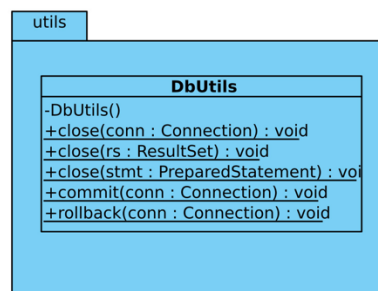 utils
DbUtils
-DbUtils()
+close(conn : Connection) : void
+close(rs : ResultSet) : void
+close(stmt : PreparedStatement) : voi
+commit(conn : Connection) : void
+rollback(conn : Connection) : void